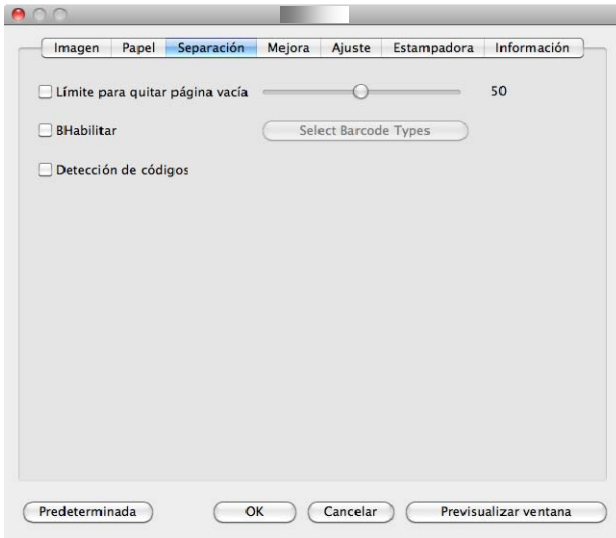 Imagen Papel Separación Mejora Ajuste Estampadora Información
Límite para quitar página vacía 50
BHabilitar Select Barcode Types
Detección de códigos
Predeterminada OK Cancelar Previsualizar ventana